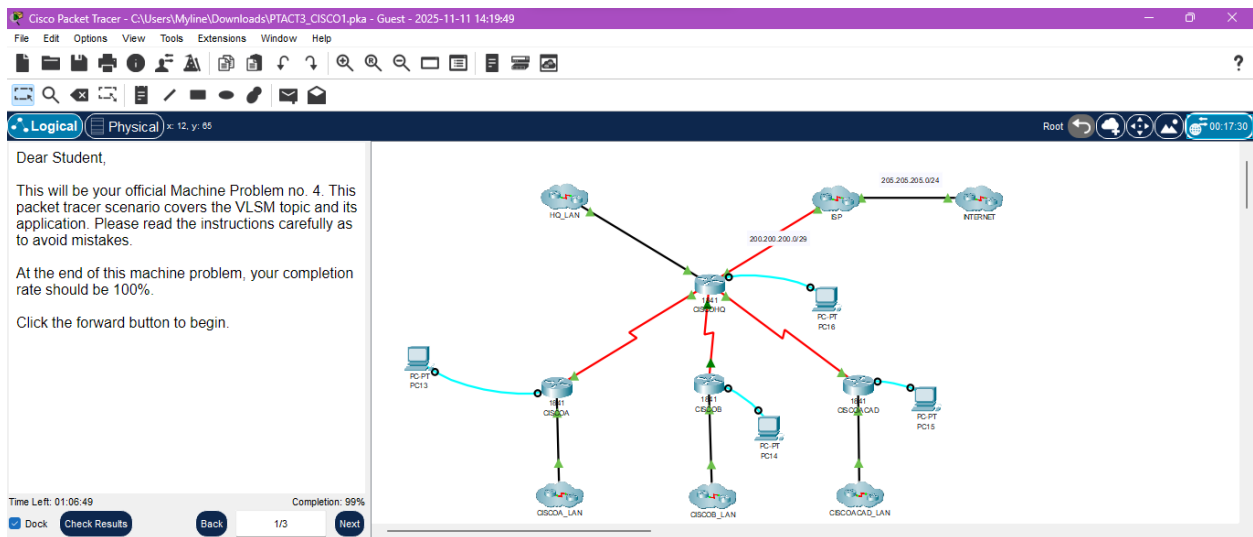 Cisco Packet Tracer - C:\Users\Myline\Downloads\PTACT3_CISCO1.pka - Guest - 2025-11-11 14:19:49
File Edit Options View Tools Extensions Window Help
?
Logical Physical x: 12, y: 65 Root 00:17:30
Dear Student,
This will be your official Machine Problem no. 4. This
packet tracer scenario covers the VLSM topic and its
application. Please read the instructions carefully as
to avoid mistakes.
At the end of this machine problem, your completion
rate should be 100%.
Click the forward button to begin.
205.205.205.0/24
HQ_LAN
ISP
INTERNET
200.200.200.0/29
1841
CISCOHQ
PC-PT
PC16
PC-PT
PC13
1841
CISCOA
1841
CISCOB
1841
CISCOACAD
PC-PT
PC15
PC-PT
PC14
CISCOA_LAN
CISCOB_LAN
CISCOACAD_LAN
Time Left: 01:06:49 Completion: 99%
Dock Check Results Back 1/3 Next